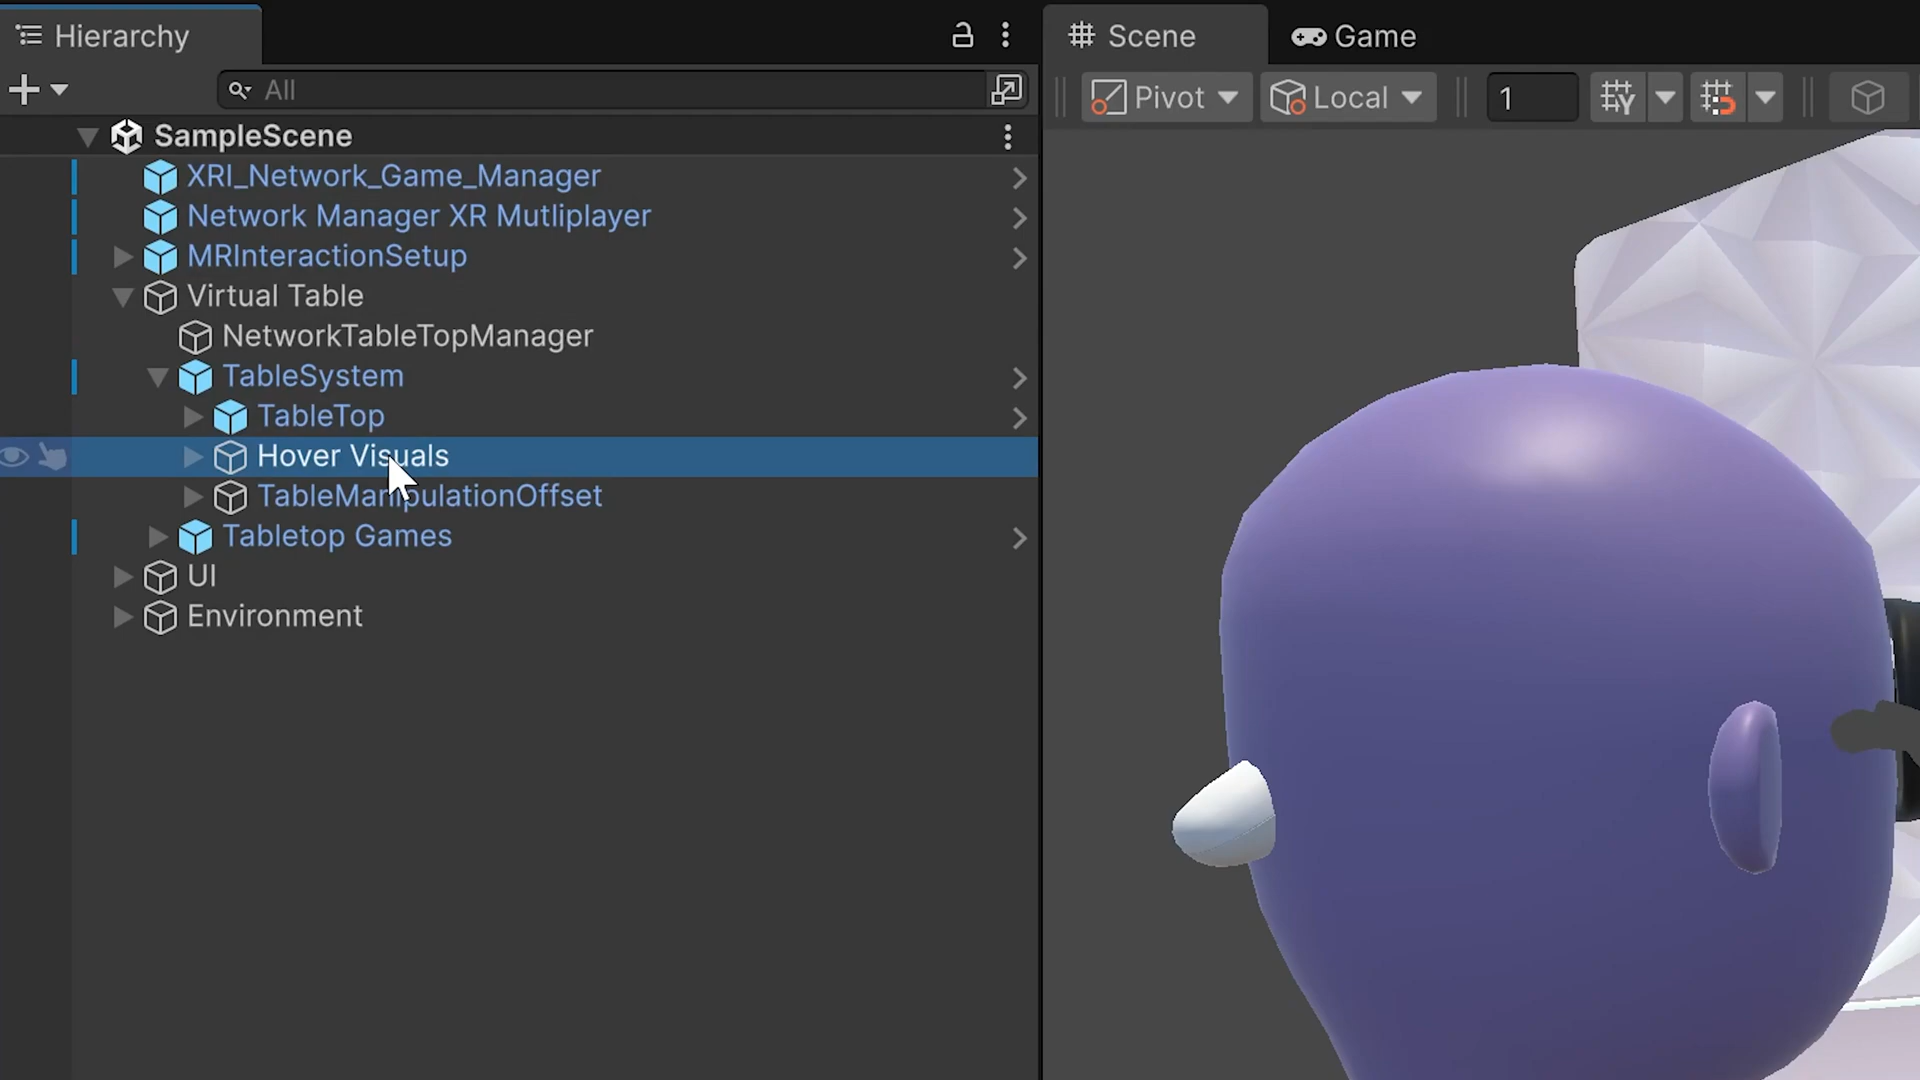 Hierarchy
All
SampleScene
XRI_Network_Game_Manager
Network Manager XR Mutliplayer
MRInteractionSetup
Virtual Table
NetworkTableTopManager
TableSystem
TableTop
Hover Visuals
TableManipulationOffset
Tabletop Games
UI
Environment
Scene
Game
Pivot
Local
1